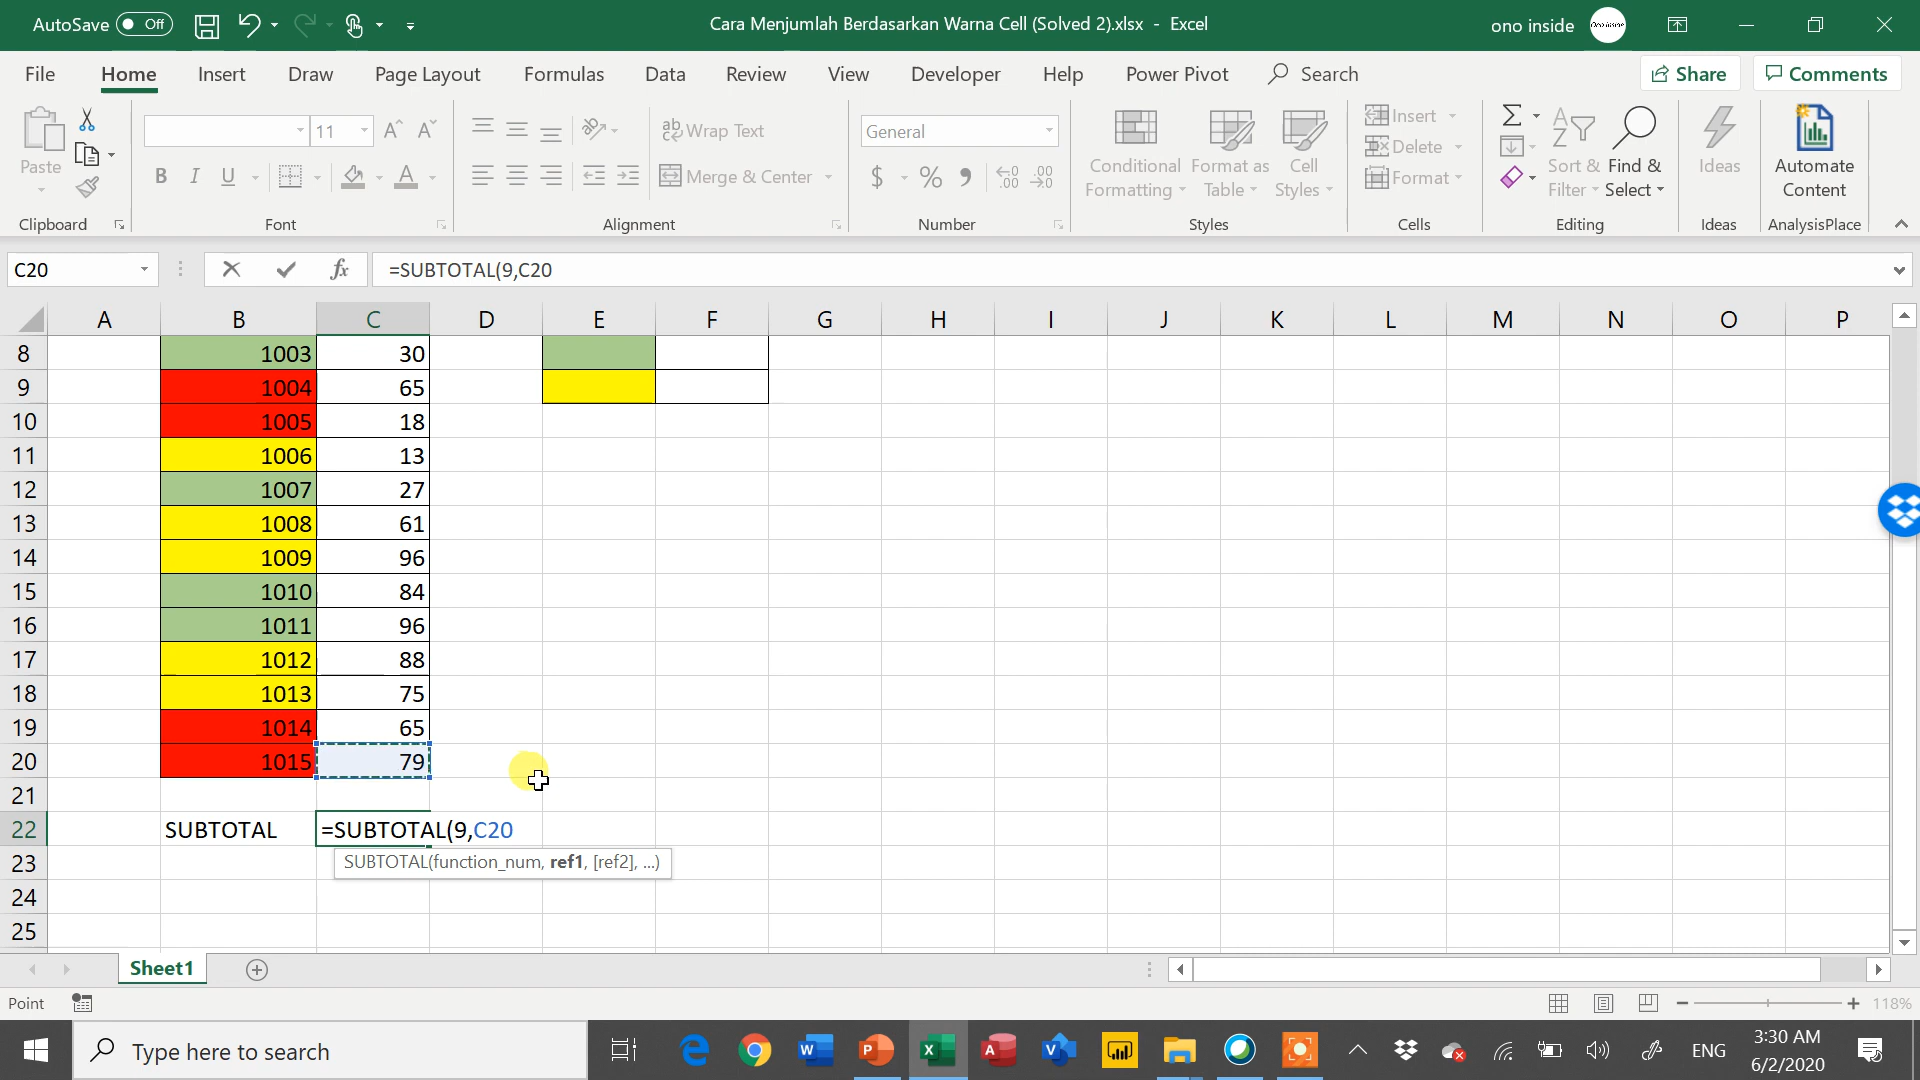 AutoSave Off Cara Menjumlah Berdasarkan Warna Cell (Solved 2).xlsx - Excel ono inside
File Home Insert Draw Page Layout Formulas Data Review View Developer Help Power Pivot Search Share Comments
Paste 11 Wrap Text General Conditional Formatting Format as Table Cell Styles Insert Sort & Filter Find & Select Ideas Automate Content
B I U Merge & Center $ % Delete
Format
Clipboard Font Alignment Number Styles Cells Editing Ideas AnalysisPlace
C20 fx =SUBTOTAL(9,C20
A B C D E F G H I J K L M N O P
8 1003 30
9 1004 65
10 1005 18
11 1006 13
12 1007 27
13 1008 61
14 1009 96
15 1010 84
16 1011 96
17 1012 88
18 1013 75
19 1014 65
20 1015 79
21
22 SUBTOTAL =SUBTOTAL(9,C20
23 SUBTOTAL(function_num, ref1, [ref2], ...)
24
25
Sheet1
Point 118%
Type here to search ENG 3:30 AM
6/2/2020